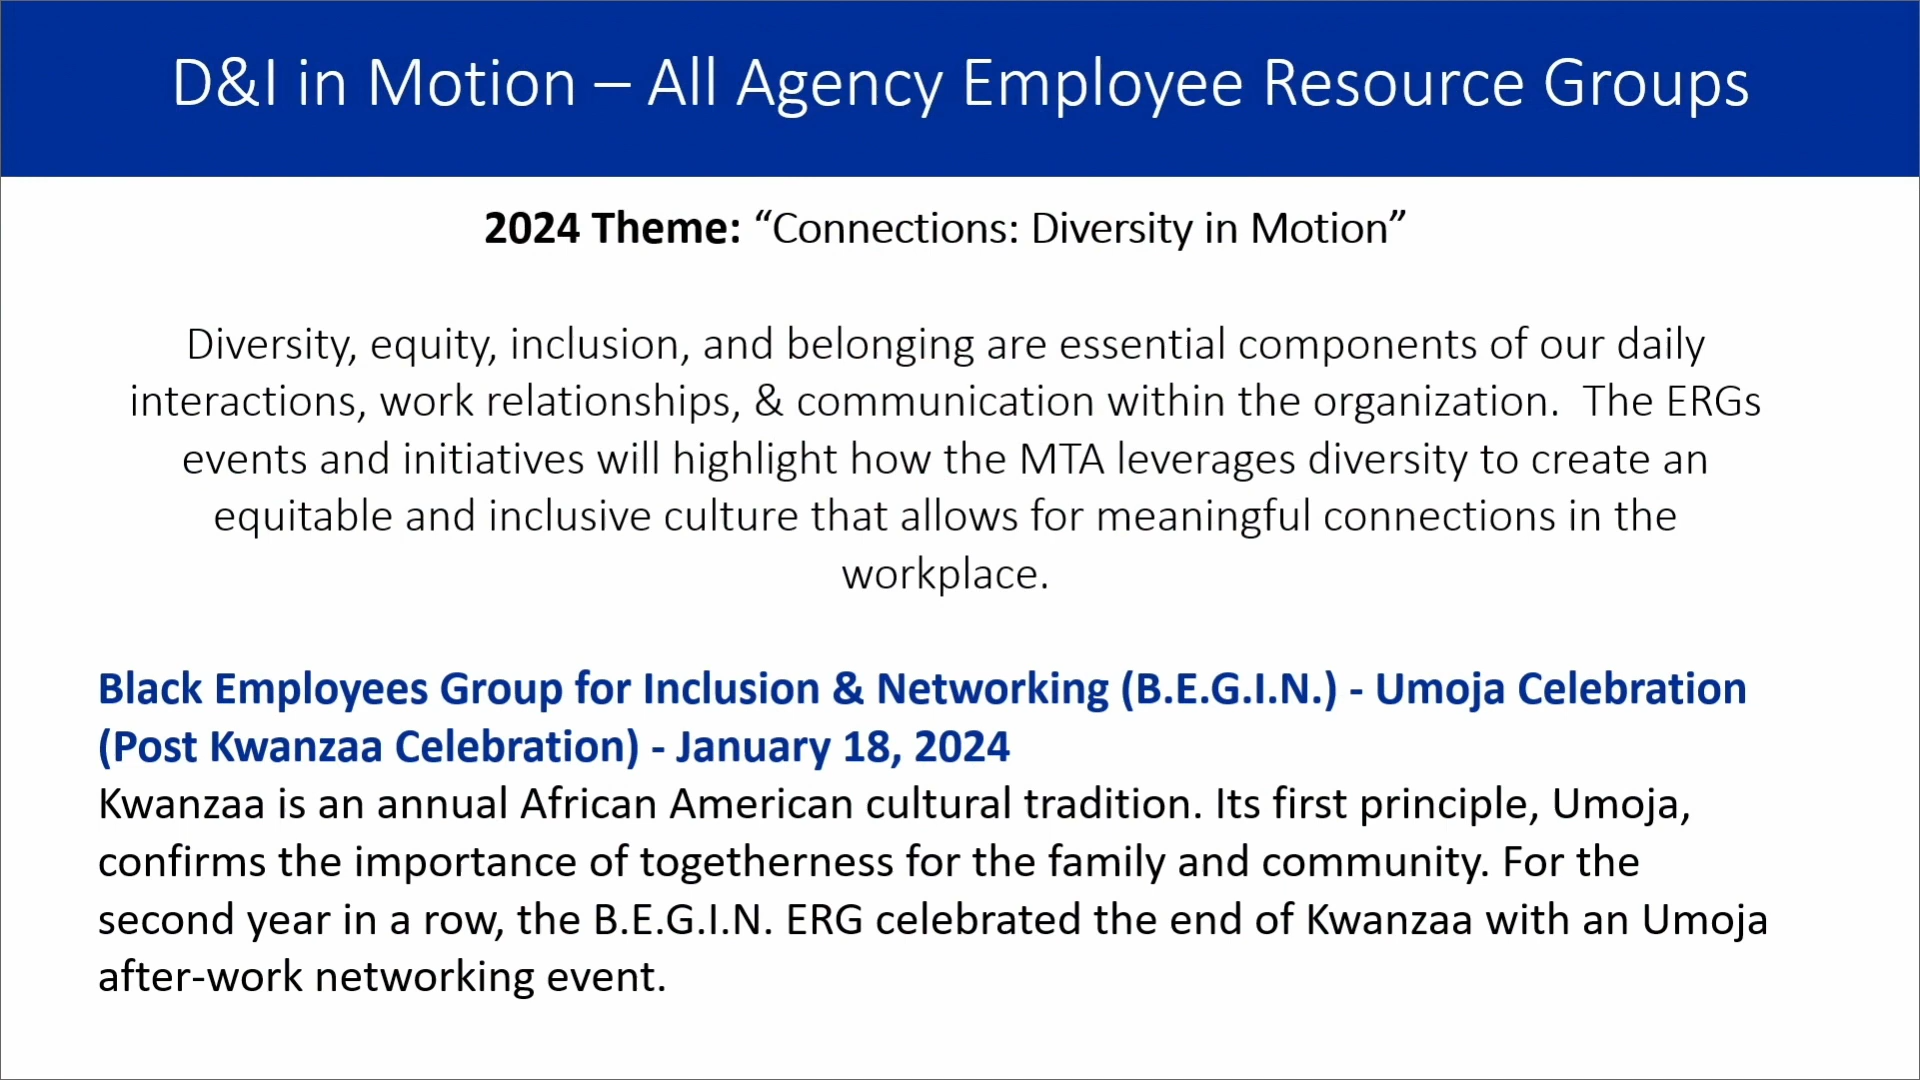 D&I in Motion – All Agency Employee Resource Groups
2024 Theme: “Connections: Diversity in Motion”
Diversity, equity, inclusion, and belonging are essential components of our daily
interactions, work relationships, & communication within the organization.  The ERGs
events and initiatives will highlight how the MTA leverages diversity to create an
equitable and inclusive culture that allows for meaningful connections in the
workplace.
Black Employees Group for Inclusion & Networking (B.E.G.I.N.) - Umoja Celebration
(Post Kwanzaa Celebration) - January 18, 2024
Kwanzaa is an annual African American cultural tradition. Its first principle, Umoja,
confirms the importance of togetherness for the family and community. For the
second year in a row, the B.E.G.I.N. ERG celebrated the end of Kwanzaa with an Umoja
after-work networking event.